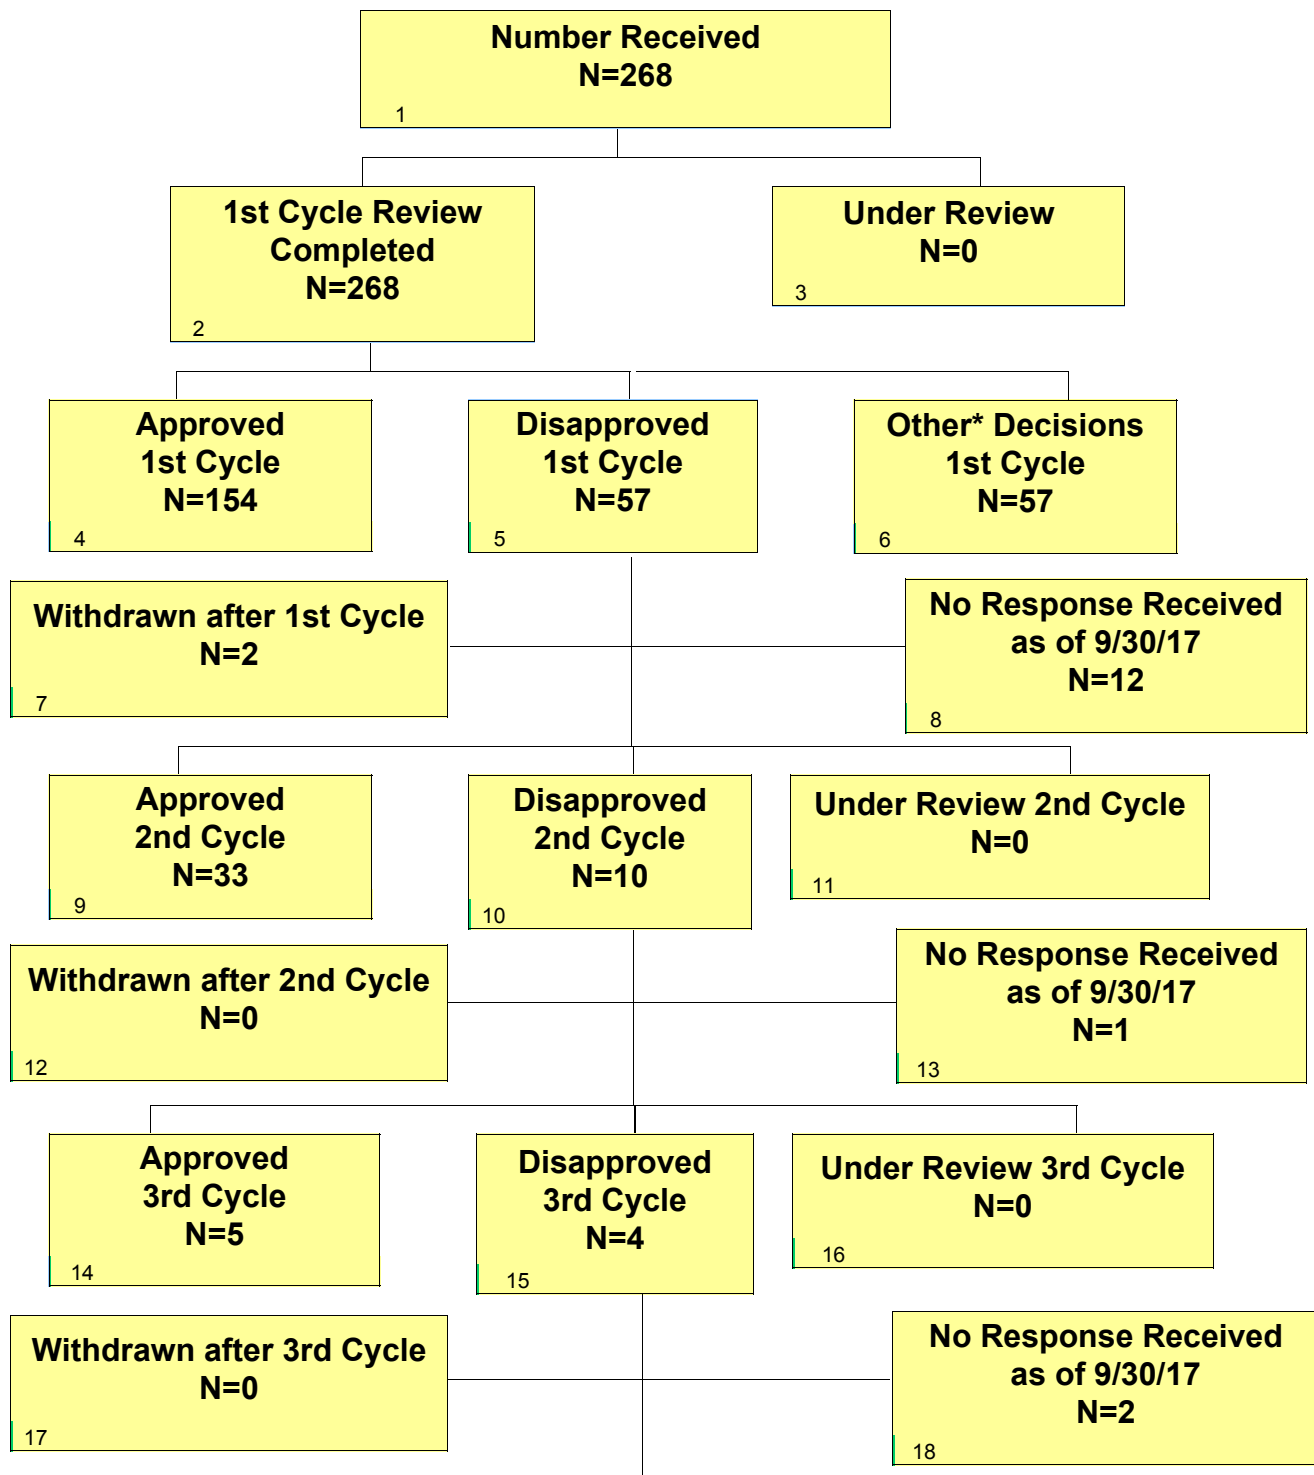 Number Received
N=268
1
1st Cycle Review
Completed
N=268
2
Under Review
N=0
3
Approved
1st Cycle
N=154
4
Disapproved
1st Cycle
N=57
5
Other* Decisions
1st Cycle
N=57
6
Withdrawn after 1st Cycle
N=2
7
No Response Received
as of 9/30/17
N=12
8
Approved
2nd Cycle
N=33
9
Disapproved
2nd Cycle
N=10
10
Under Review 2nd Cycle
N=0
11
Withdrawn after 2nd Cycle
N=0
12
No Response Received
as of 9/30/17
N=1
13
Approved
3rd Cycle
N=5
14
Disapproved
3rd Cycle
N=4
15
Under Review 3rd Cycle
N=0
16
Withdrawn after 3rd Cycle
N=0
17
No Response Received
as of 9/30/17
N=2
18